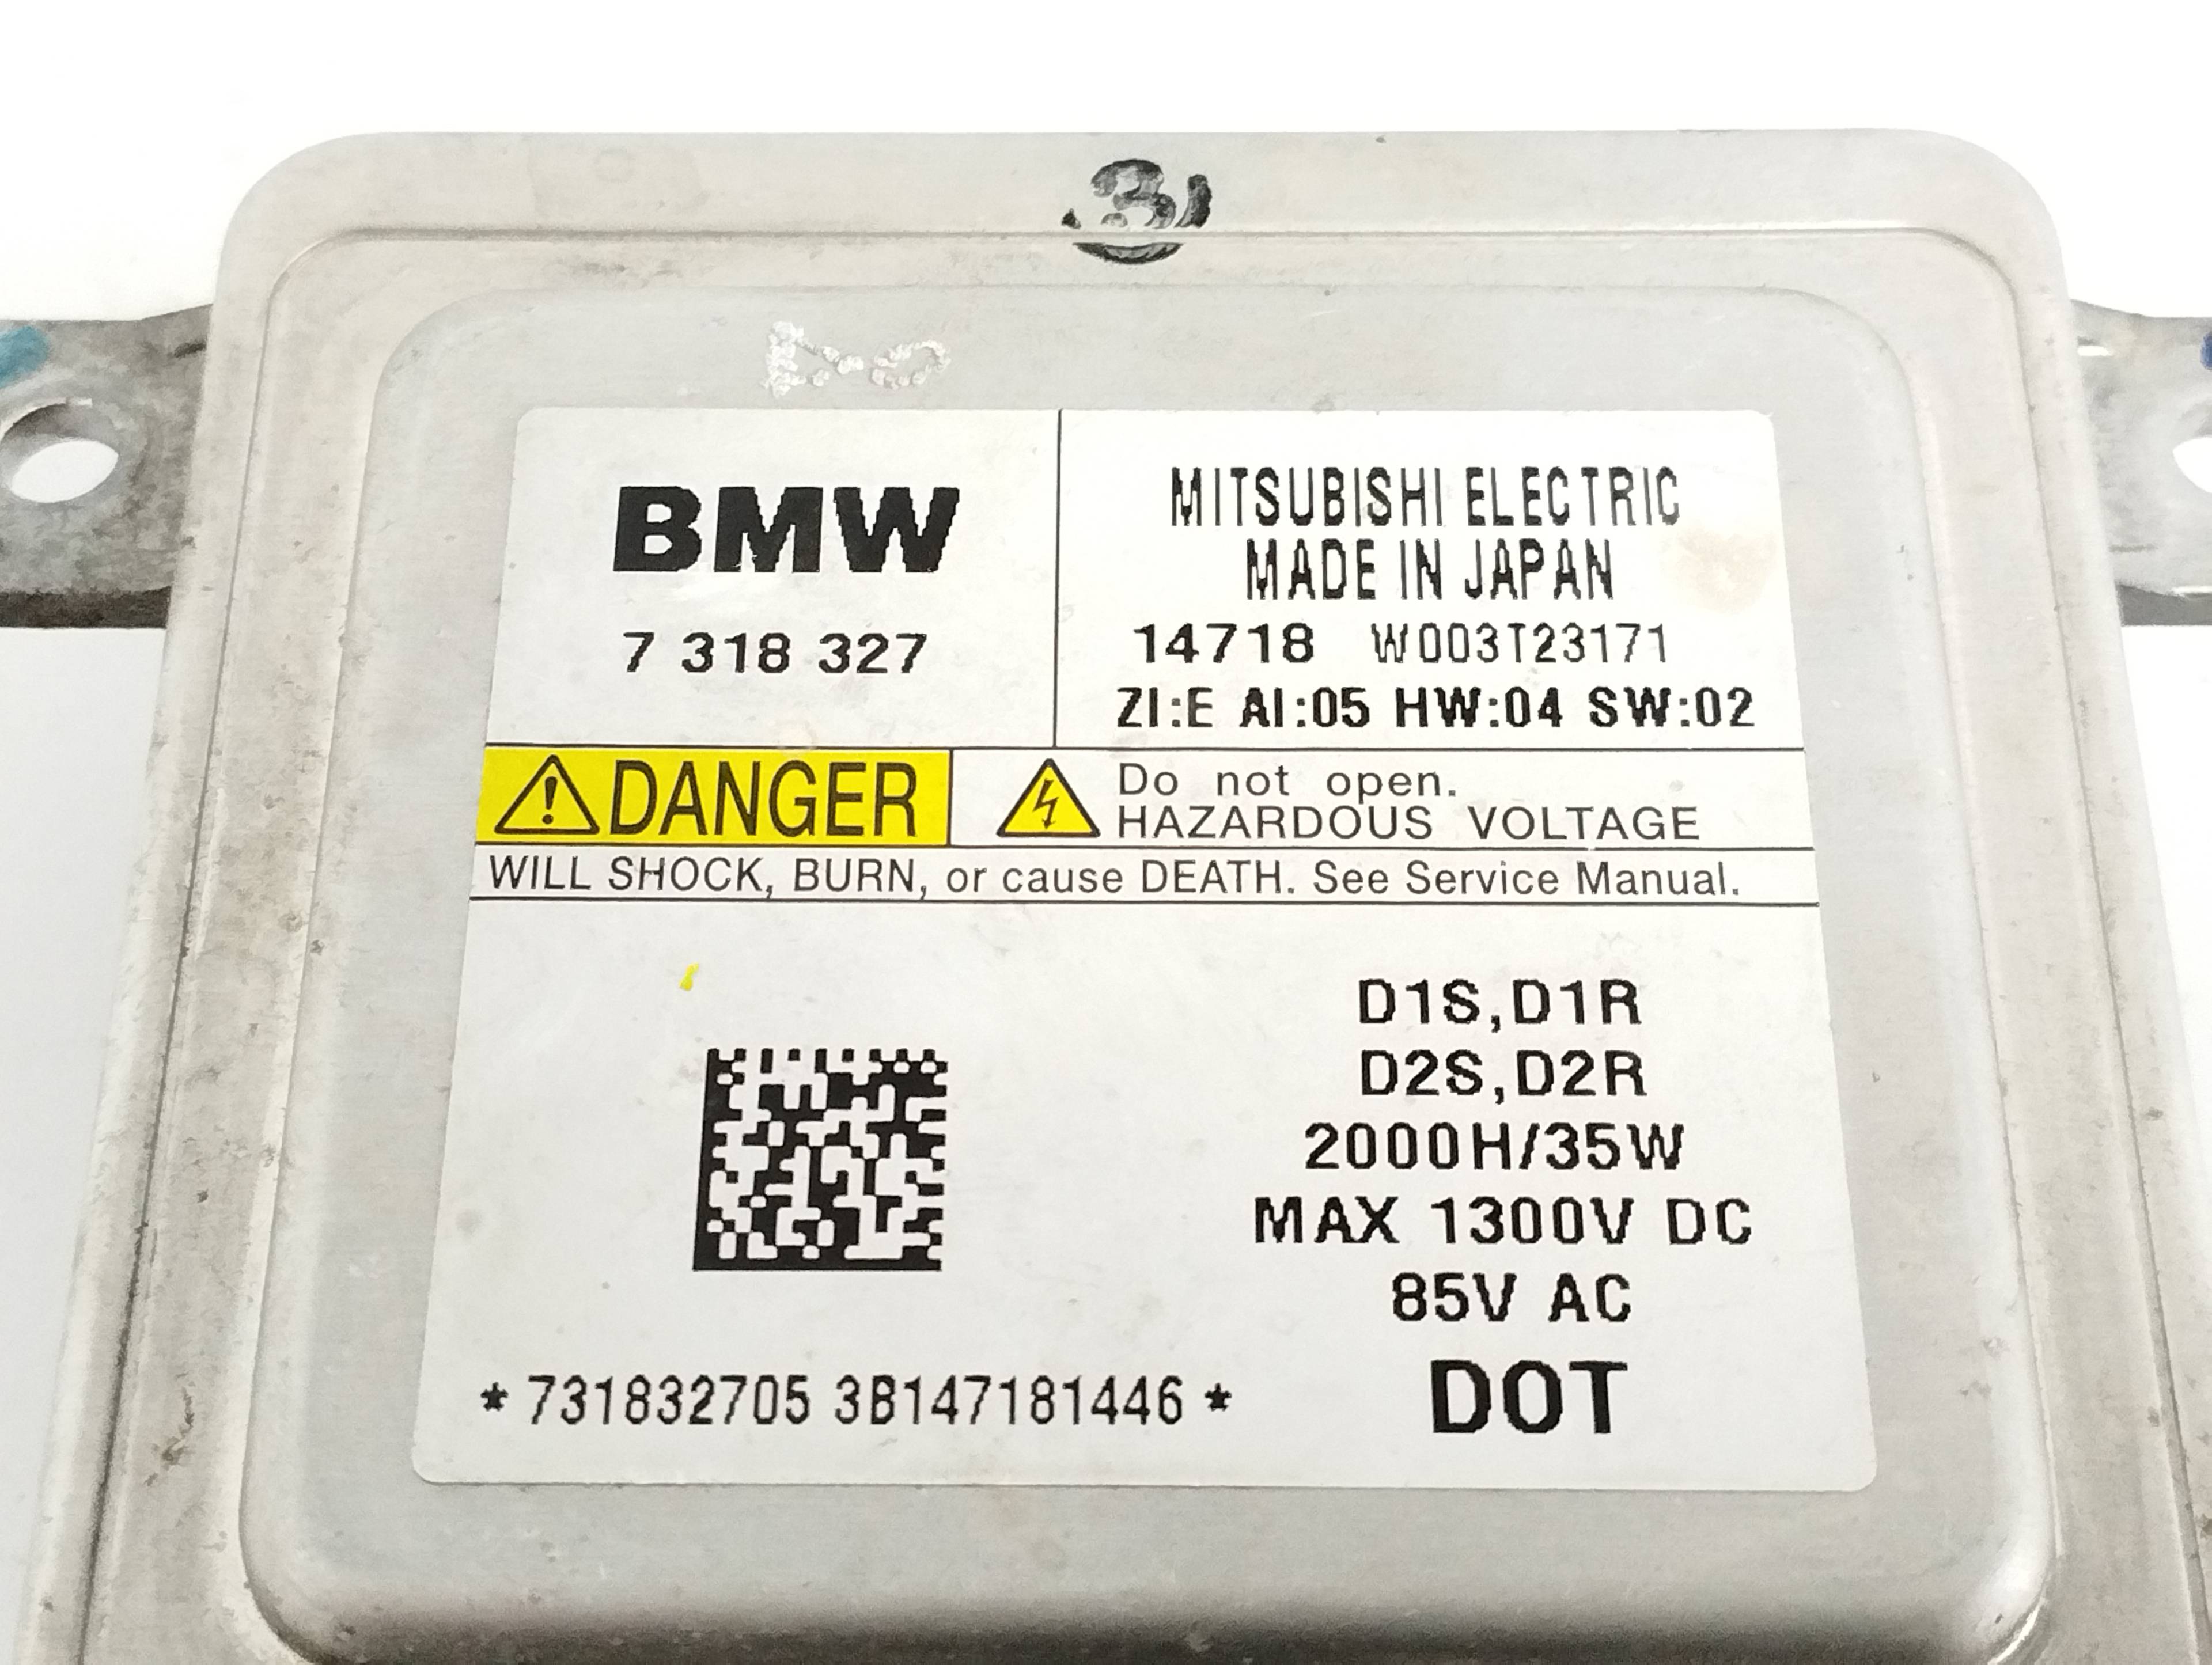 31
BMW
7 318 327
MITSUBISHI ELECTRIC
MADE IN JAPAN
14718 W003T23171
ZI:E AI:05 HW:04 SW:02
DANGER
Do not open.
HAZARDOUS VOLTAGE
WILL SHOCK, BURN, or cause DEATH. See Service Manual.
D1S,D1R
D2S,D2R
2000H/35W
MAX 1300V DC
85V AC
DOT
* 731832705 3B147181446 *